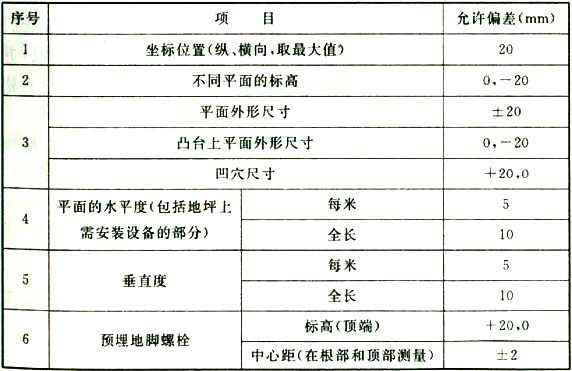 序号 项 目 允许偏差(mm)
1 坐标位置(纵、横向,取最大值) 20
2 不同平面的标高 0,-20
3 平面外形尺寸 ±20
凸台上平面外形尺寸 0,-20
凹穴尺寸 +20,0
4 平面的水平度(包括地坪上需安装设备的部分) 每米 5
全长 10
5 垂直度 每米 5
全长 10
6 预埋地脚螺栓 标高(顶端) +20,0
中心距(在根部和顶部测量) ±2